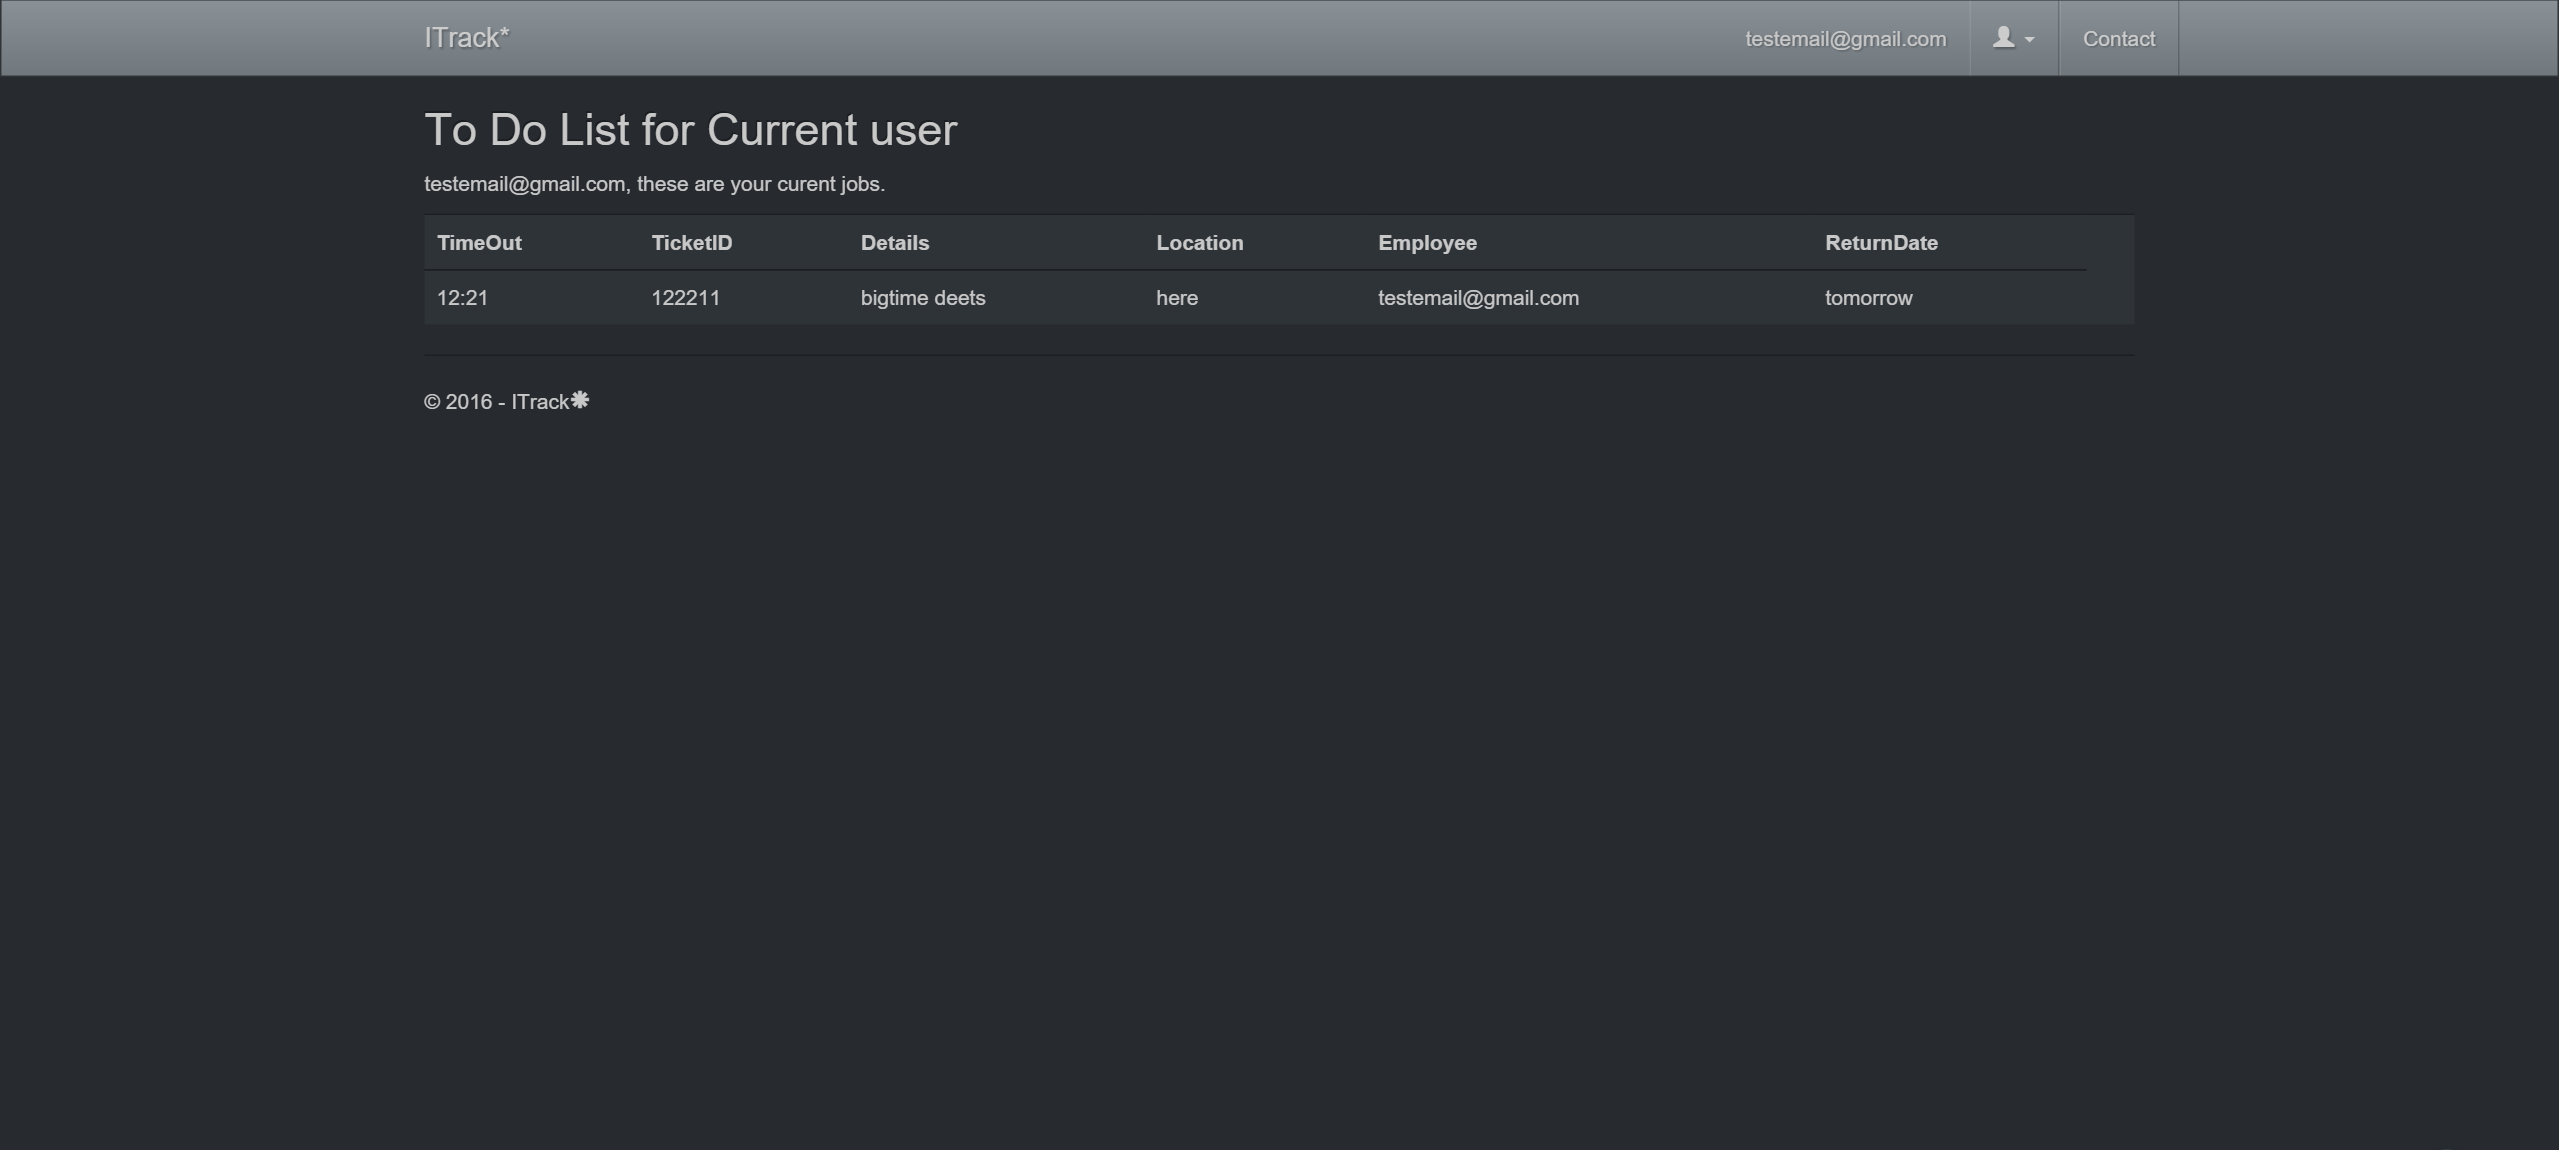 ITrack* testemail@gmail.com Contact
To Do List for Current user
testemail@gmail.com, these are your curent jobs.
TimeOut TicketID Details Location Employee ReturnDate
12:21 122211 bigtime deets here testemail@gmail.com tomorrow
© 2016 - ITrack*